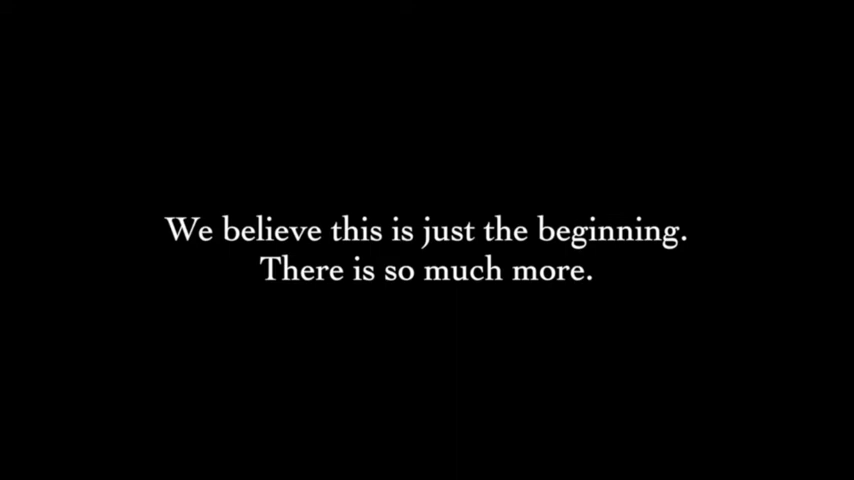 We believe this is just the beginning.
There is so much more.